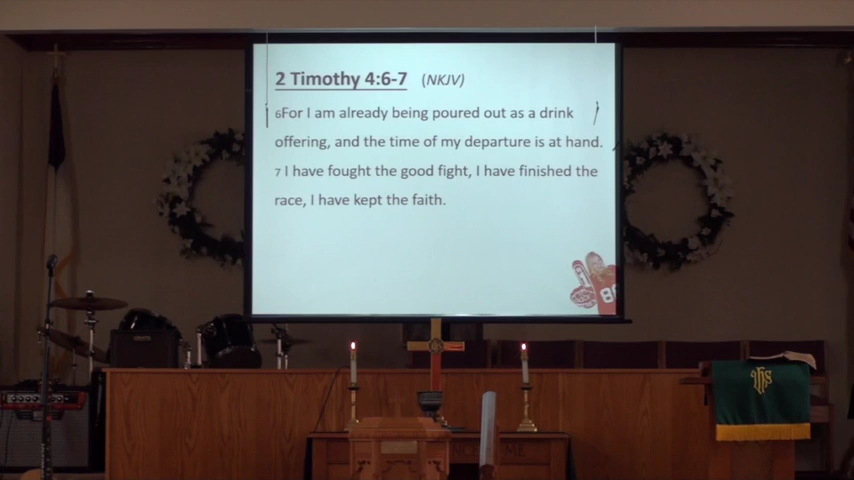 2 Timothy 4:6-7 (NKJV)
6For I am already being poured out as a drink
offering, and the time of my departure is at hand.
7 I have fought the good fight, I have finished the
race, I have kept the faith.
IHS